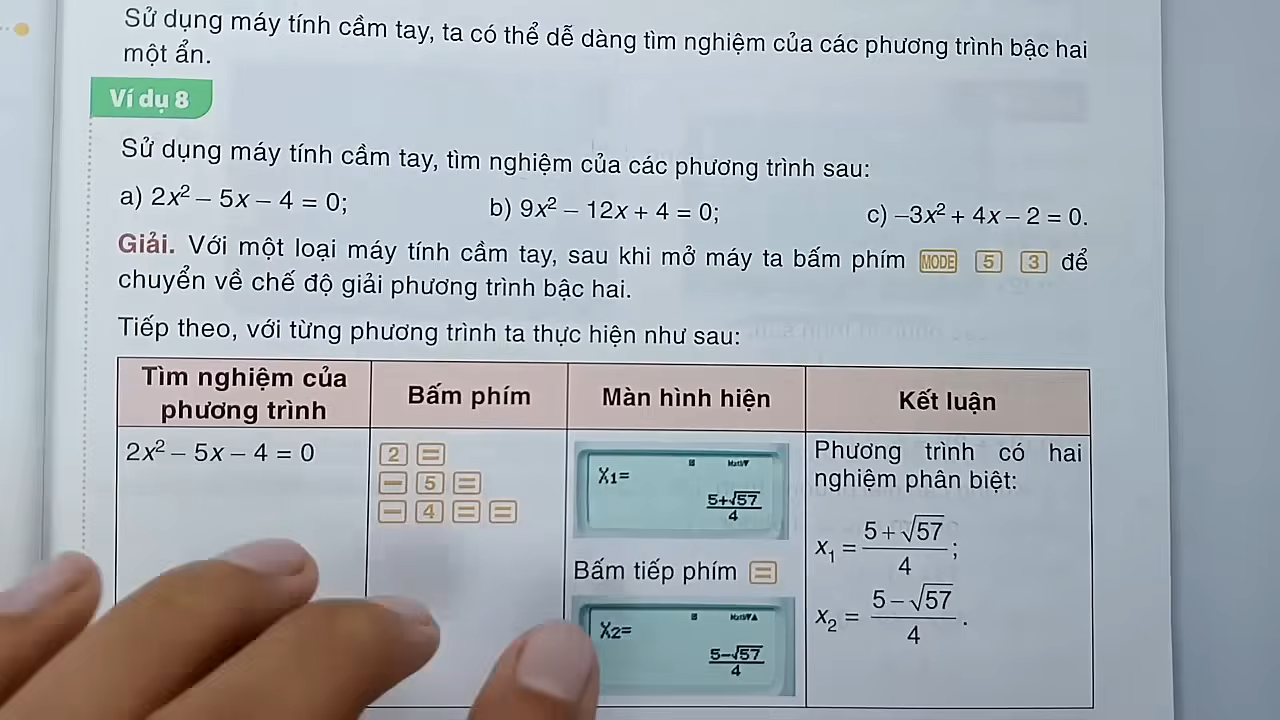 Sử dụng máy tính cầm tay, ta có thể dễ dàng tìm nghiệm của các phương trình bậc hai
một ẩn.
Ví dụ 8
Sử dụng máy tính cầm tay, tìm nghiệm của các phương trình sau:
a) 2x² – 5x – 4 = 0; b) 9x² – 12x + 4 = 0; c) –3x² + 4x – 2 = 0.
Giải. Với một loại máy tính cầm tay, sau khi mở máy ta bấm phím MODE 5 3 để
chuyển về chế độ giải phương trình bậc hai.
Tiếp theo, với từng phương trình ta thực hiện như sau:
Tìm nghiệm của
phương trình
Bấm phím
Màn hình hiện
Kết luận
2x² – 5x – 4 = 0
2 =
– 5 =
– 4 = =
Math▼
X₁=
(5+√57)/4
Bấm tiếp phím =
Math▼▲
X₂=
(5–√57)/4
Phương trình có hai
nghiệm phân biệt:
x₁ = (5 + √57)/4;
x₂ = (5 – √57)/4.